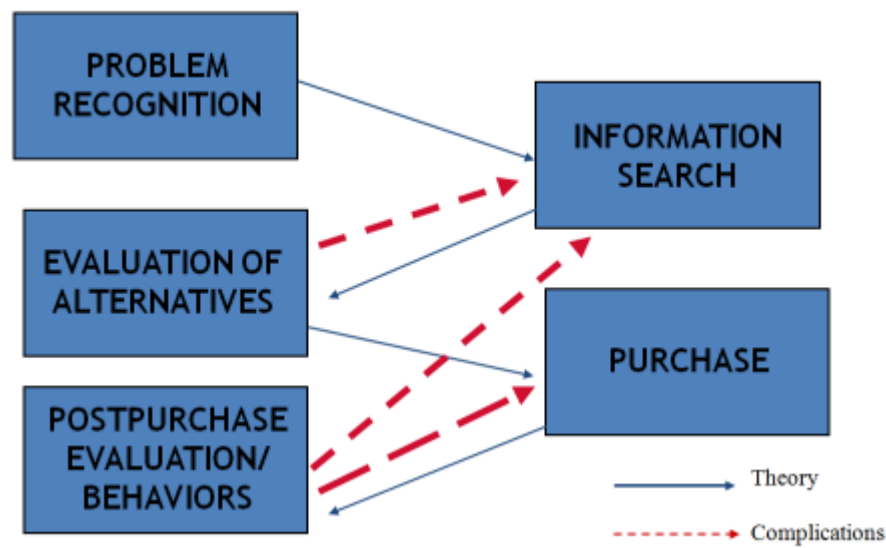 PROBLEM
RECOGNITION
INFORMATION
SEARCH
EVALUATION OF
ALTERNATIVES
PURCHASE
POSTPURCHASE
EVALUATION/
BEHAVIORS
Theory
Complications